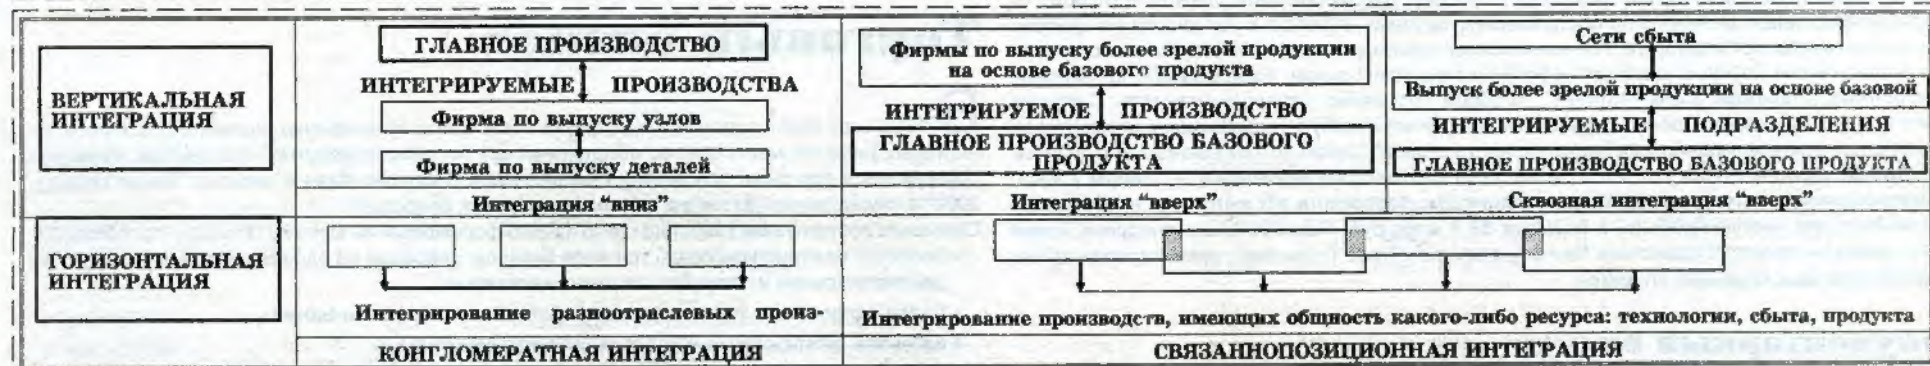 ВЕРТИКАЛЬНАЯ
ИНТЕГРАЦИЯ
ГЛАВНОЕ ПРОИЗВОДСТВО
ИНТЕГРИРУЕМЫЕ ПРОИЗВОДСТВА
Фирма по выпуску узлов
Фирма по выпуску деталей
Интеграция "вниз"
Фирмы по выпуску более зрелой продукции
на основе базового продукта
ИНТЕГРИРУЕМОЕ ПРОИЗВОДСТВО
ГЛАВНОЕ ПРОИЗВОДСТВО БАЗОВОГО
ПРОДУКТА
Интеграция "вверх"
Сети сбыта
Выпуск более зрелой продукции на основе базовой
ИНТЕГРИРУЕМЫЕ ПОДРАЗДЕЛЕНИЯ
ГЛАВНОЕ ПРОИЗВОДСТВО БАЗОВОГО ПРОДУКТА
Сквозная интеграция "вверх"
ГОРИЗОНТАЛЬНАЯ
ИНТЕГРАЦИЯ
Интегрирование разноотраслевых произ-
КОНГЛОМЕРАТНАЯ ИНТЕГРАЦИЯ
Интегрирование производств, имеющих общность какого-либо ресурса: технологии, сбыта, продукта
СВЯЗАННОПОЗИЦИОННАЯ ИНТЕГРАЦИЯ